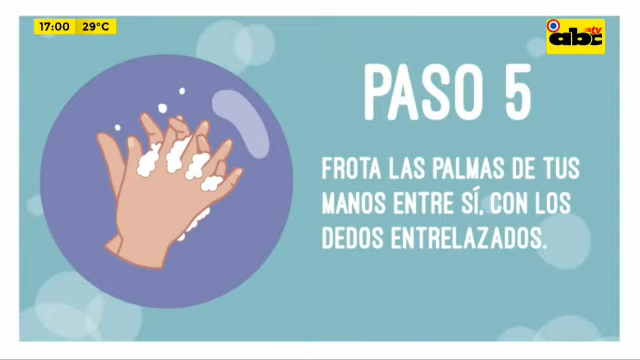 17:00 29°C
abc tv
PASO 5
FROTA LAS PALMAS DE TUS
MANOS ENTRE SÍ, CON LOS
DEDOS ENTRELAZADOS.